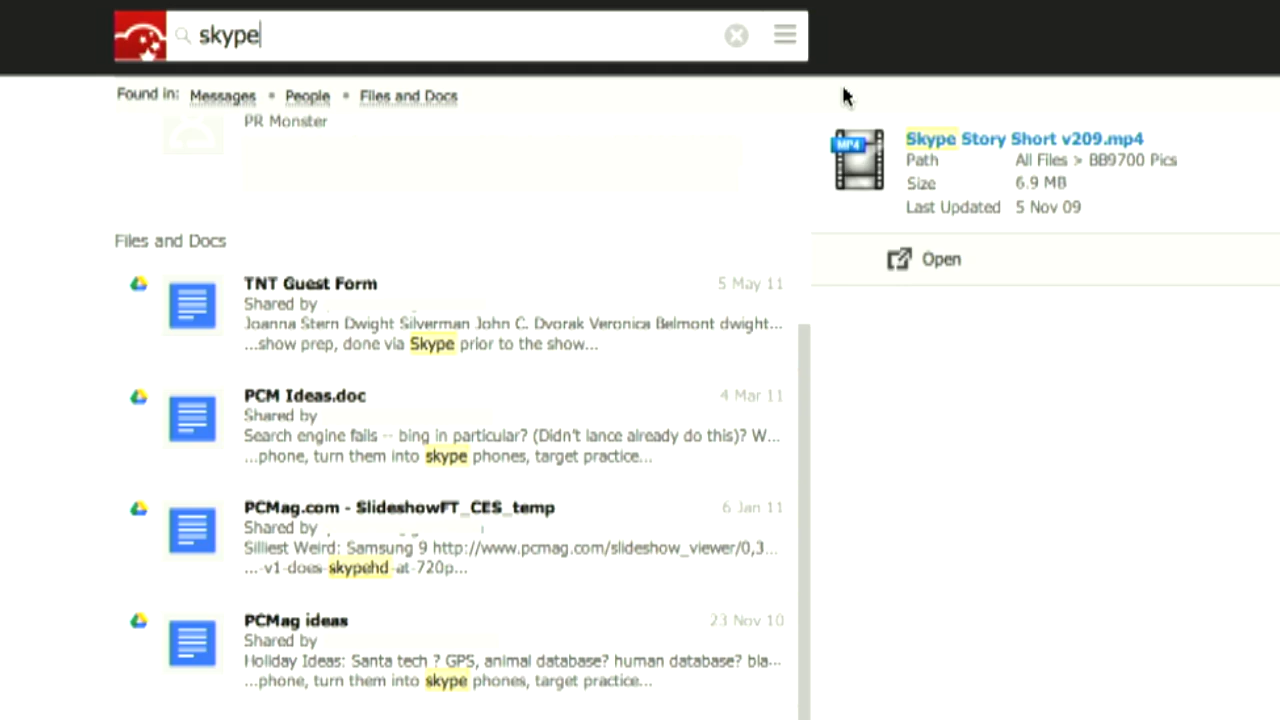 skype
Found in: Messages • People • Files and Docs
PR Monster
Skype Story Short v209.mp4
MP4
Path All Files > BB9700 Pics
Size 6.9 MB
Last Updated 5 Nov 09
Open
Files and Docs
TNT Guest Form 5 May 11
Shared by
Joanna Stern Dwight Silverman John C. Dvorak Veronica Belmont dwight...
...show prep, done via Skype prior to the show...
PCM Ideas.doc 4 Mar 11
Shared by
Search engine fails -- bing in particular? (Didn't lance already do this)? W...
...phone, turn them into skype phones, target practice...
PCMag.com - SlideshowFT_CES_temp 6 Jan 11
Shared by
Silliest Weird: Samsung 9 http://www.pcmag.com/slideshow_viewer/0,3...
... v1 does skypehd at 720p...
PCMag ideas 23 Nov 10
Shared by
Holiday Ideas: Santa tech ? GPS, animal database? human database? bla...
...phone, turn them into skype phones, target practice...